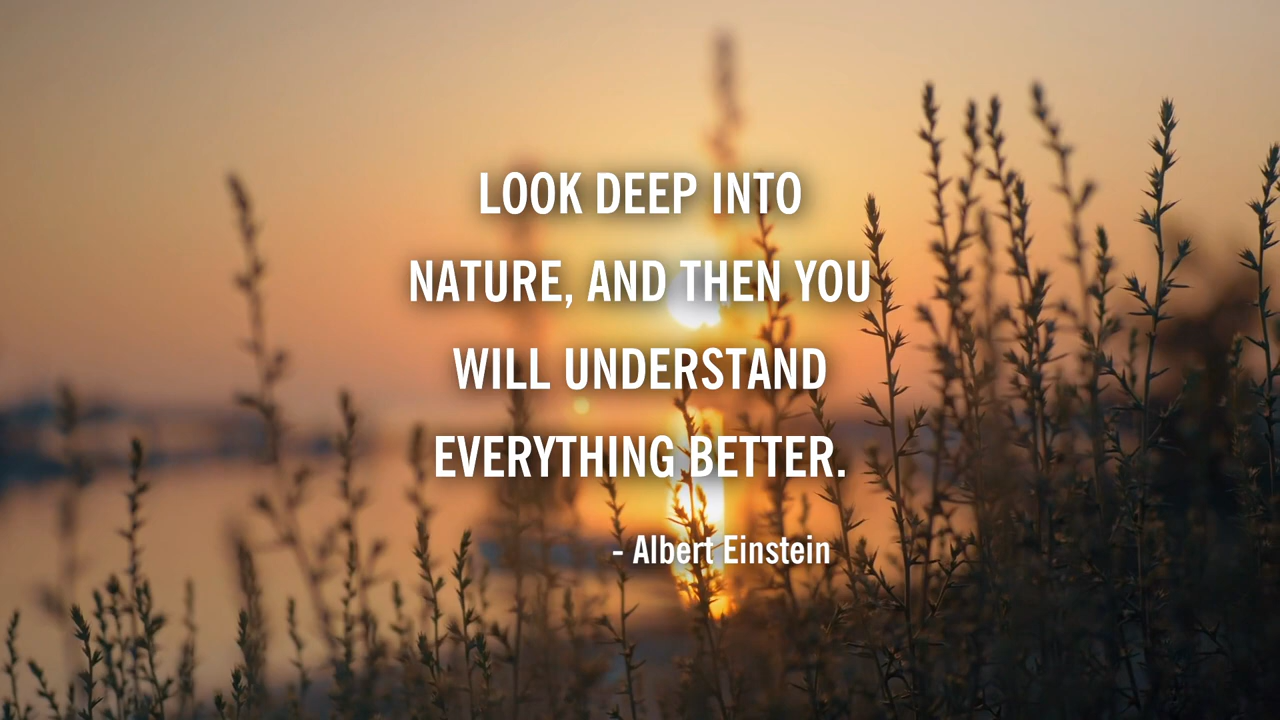 LOOK DEEP INTO
NATURE, AND THEN YOU
WILL UNDERSTAND
EVERYTHING BETTER.
- Albert Einstein